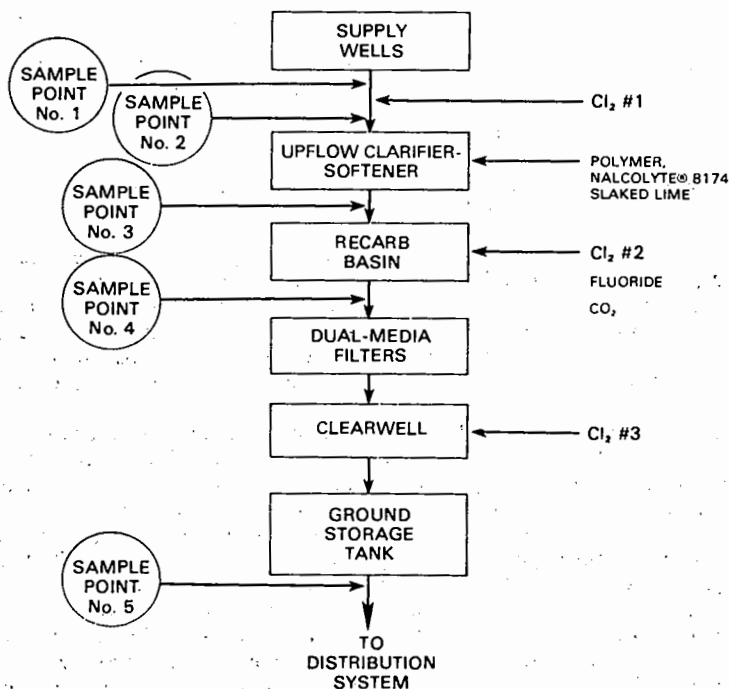 SUPPLY
WELLS
SAMPLE
POINT
No. 1
SAMPLE
POINT
No. 2
Cl₂ #1
UPFLOW CLARIFIER-
SOFTENER
POLYMER,
NALCOLYTE® 8174
SLAKED LIME
SAMPLE
POINT
No. 3
RECARB
BASIN
Cl₂ #2
FLUORIDE
CO₂
SAMPLE
POINT
No. 4
DUAL-MEDIA
FILTERS
CLEARWELL
Cl₂ #3
GROUND
STORAGE
TANK
SAMPLE
POINT
No. 5
TO
DISTRIBUTION
SYSTEM